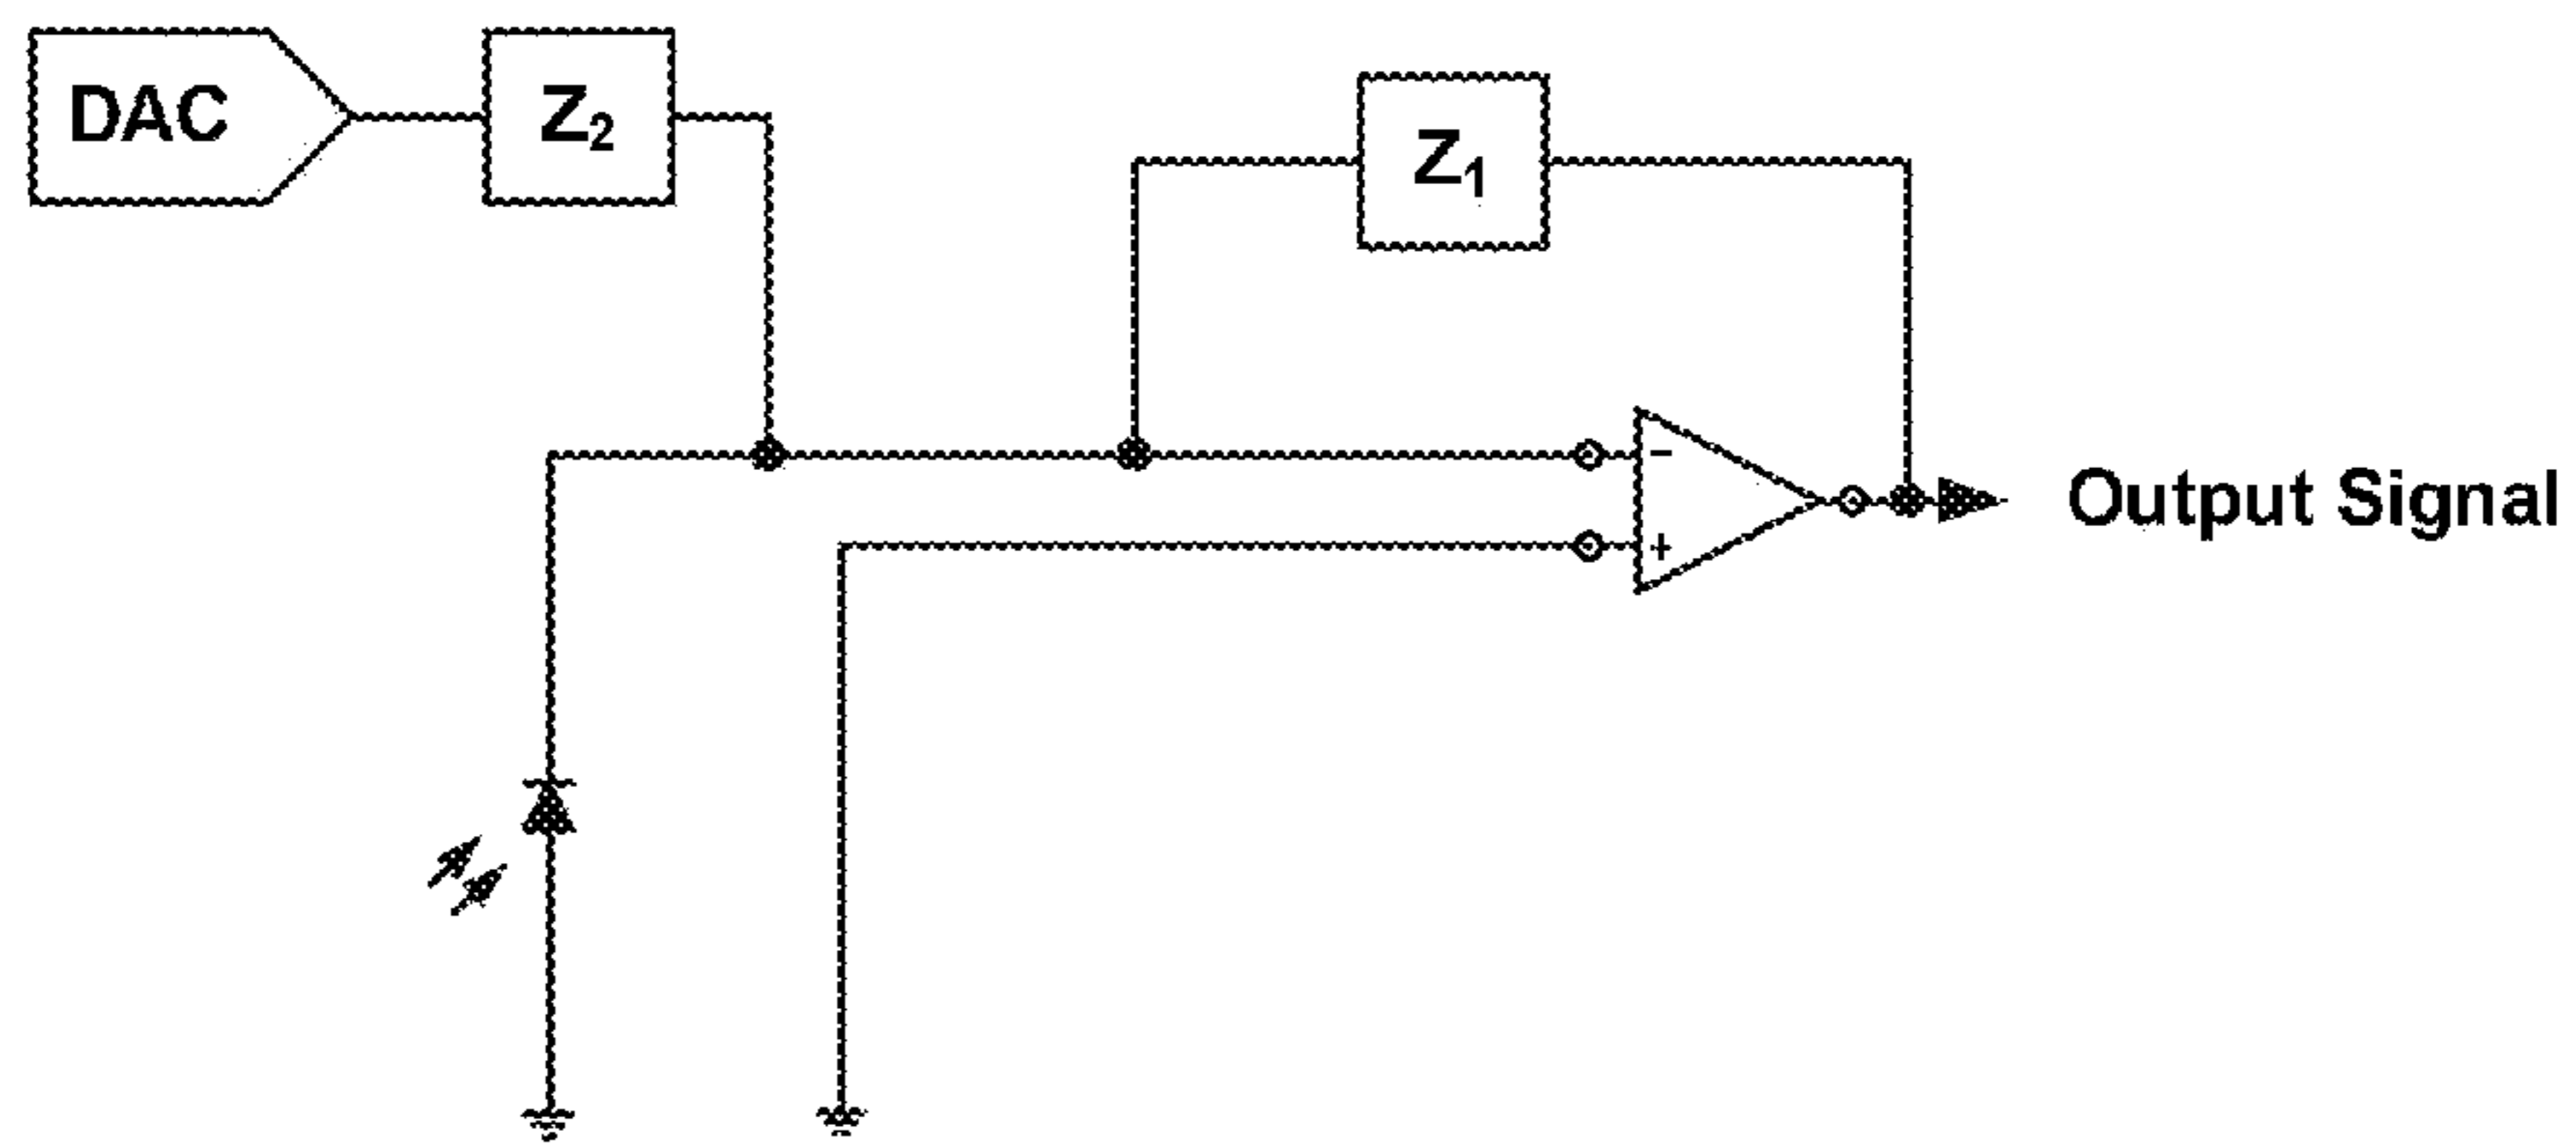 DAC
Z₂
Z₁
−
+
Output Signal